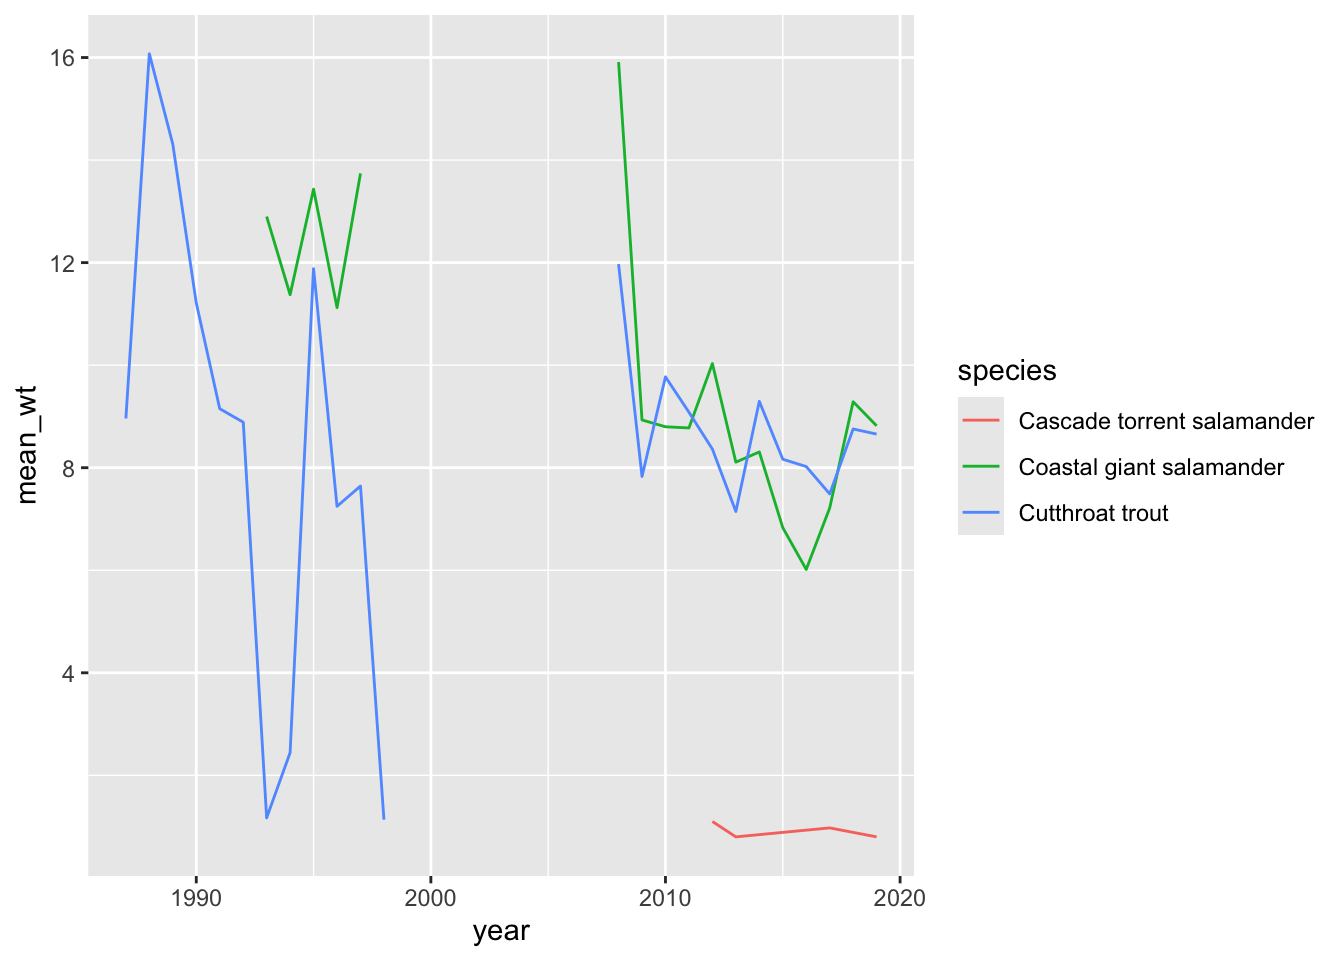 16
12
8
4
mean_wt
1990
2000
2010
2020
year
species
Cascade torrent salamander
Coastal giant salamander
Cutthroat trout